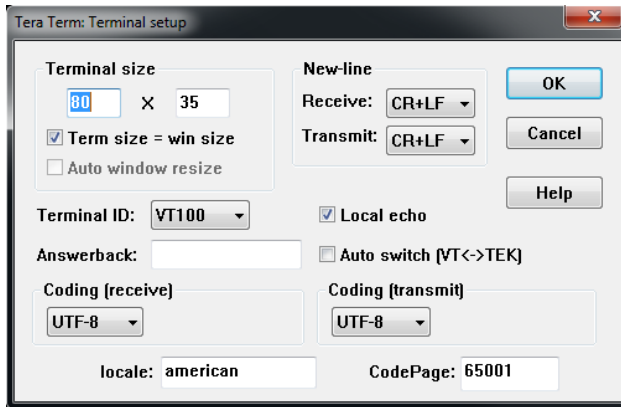 Tera Term: Terminal setup
Terminal size
80 X 35
Term size = win size
Auto window resize
New-line
Receive: CR+LF
Transmit: CR+LF
OK
Cancel
Help
Terminal ID: VT100
Local echo
Answerback:
Auto switch (VT<->TEK)
Coding (receive)
UTF-8
Coding (transmit)
UTF-8
locale: american
CodePage: 65001